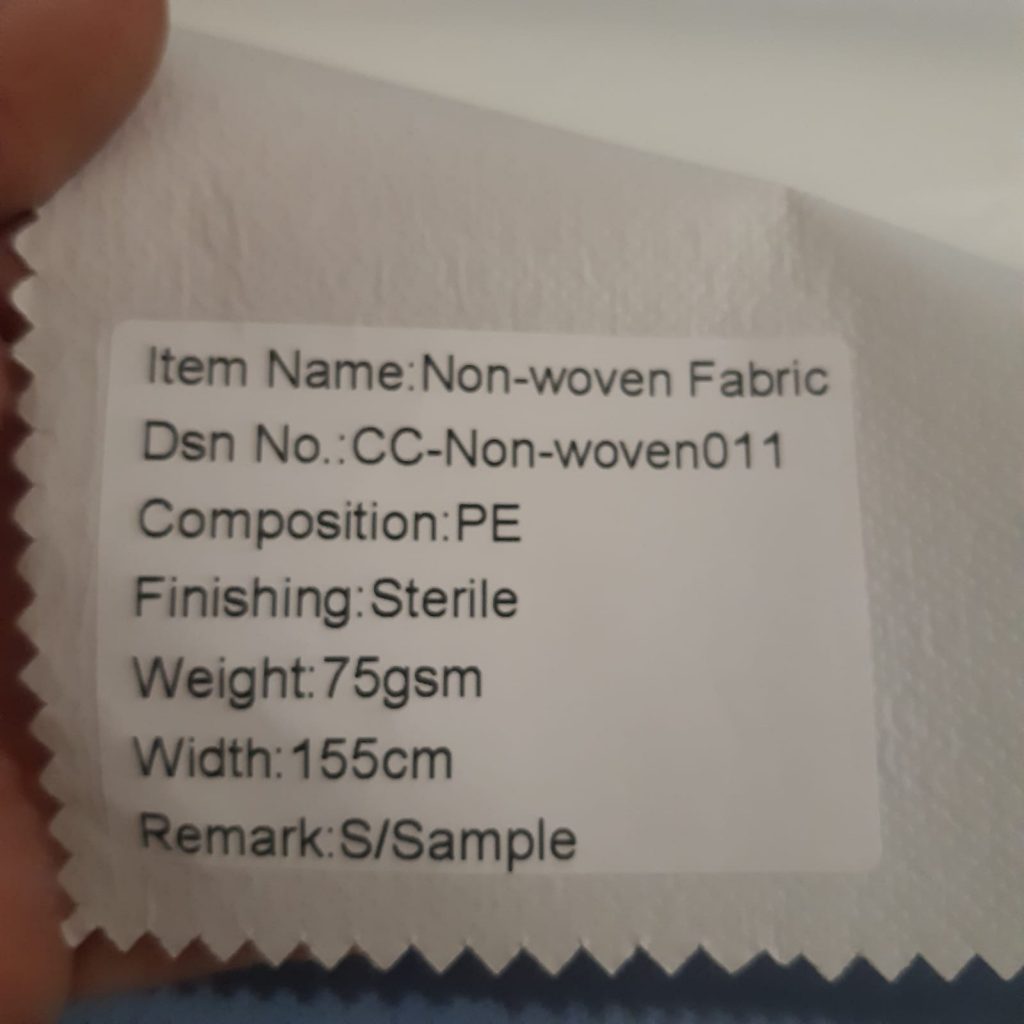 Item Name:Non-woven Fabric
Dsn No.:CC-Non-woven011
Composition:PE
Finishing:Sterile
Weight:75gsm
Width:155cm
Remark:S/Sample